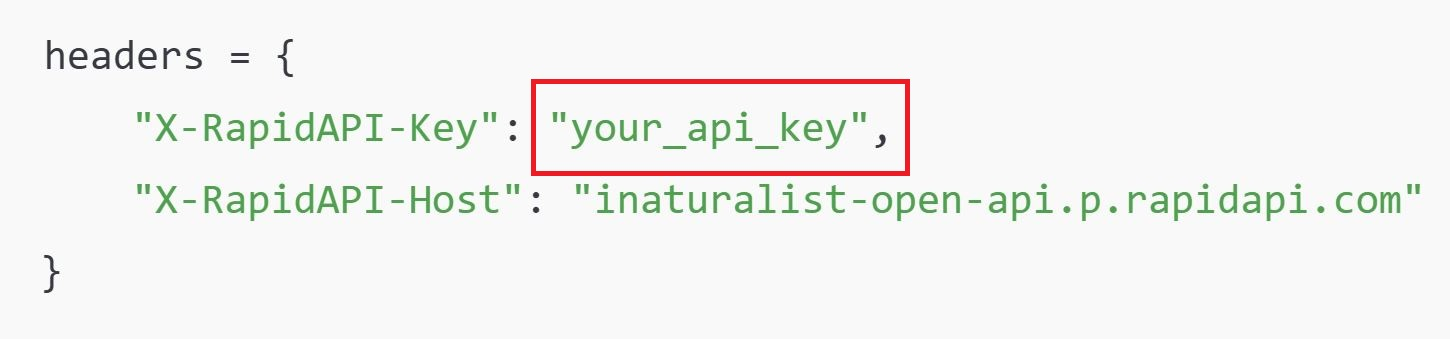 headers = {
"X-RapidAPI-Key": "your_api_key",
"X-RapidAPI-Host": "inaturalist-open-api.p.rapidapi.com"
}